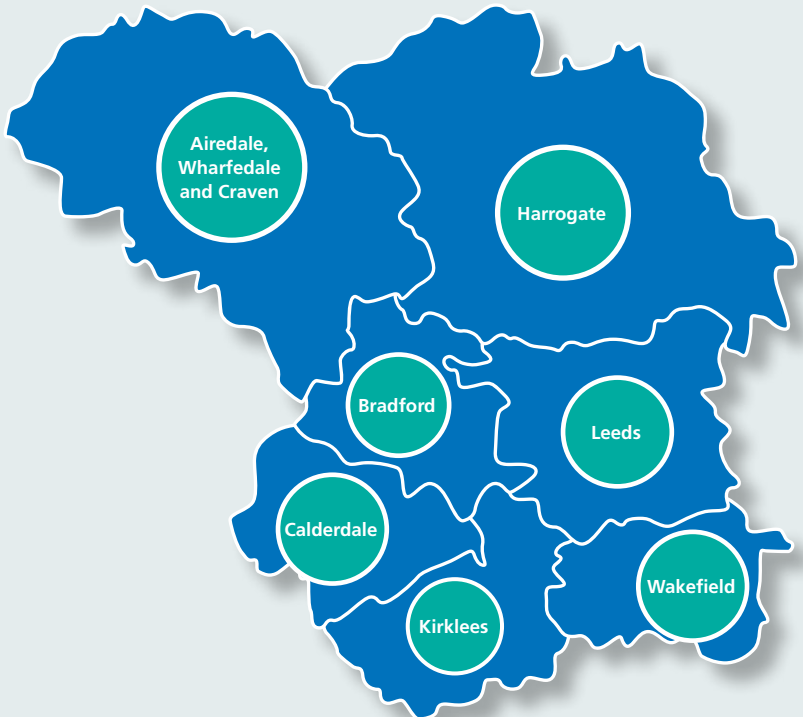 Airedale,
Wharfedale
and Craven
Harrogate
Bradford
Leeds
Calderdale
Wakefield
Kirklees